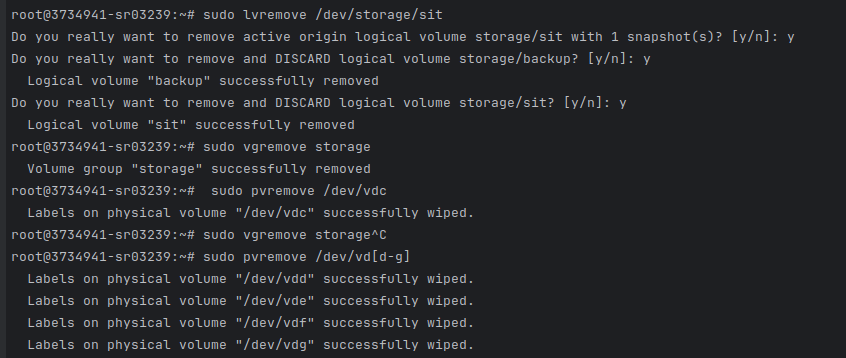 root@3734941-sr03239:~# sudo lvremove /dev/storage/sit
Do you really want to remove active origin logical volume storage/sit with 1 snapshot(s)? [y/n]: y
Do you really want to remove and DISCARD logical volume storage/backup? [y/n]: y
  Logical volume "backup" successfully removed
Do you really want to remove and DISCARD logical volume storage/sit? [y/n]: y
  Logical volume "sit" successfully removed
root@3734941-sr03239:~# sudo vgremove storage
  Volume group "storage" successfully removed
root@3734941-sr03239:~#  sudo pvremove /dev/vdc
  Labels on physical volume "/dev/vdc" successfully wiped.
root@3734941-sr03239:~# sudo vgremove storage^C
root@3734941-sr03239:~# sudo pvremove /dev/vd[d-g]
  Labels on physical volume "/dev/vdd" successfully wiped.
  Labels on physical volume "/dev/vde" successfully wiped.
  Labels on physical volume "/dev/vdf" successfully wiped.
  Labels on physical volume "/dev/vdg" successfully wiped.